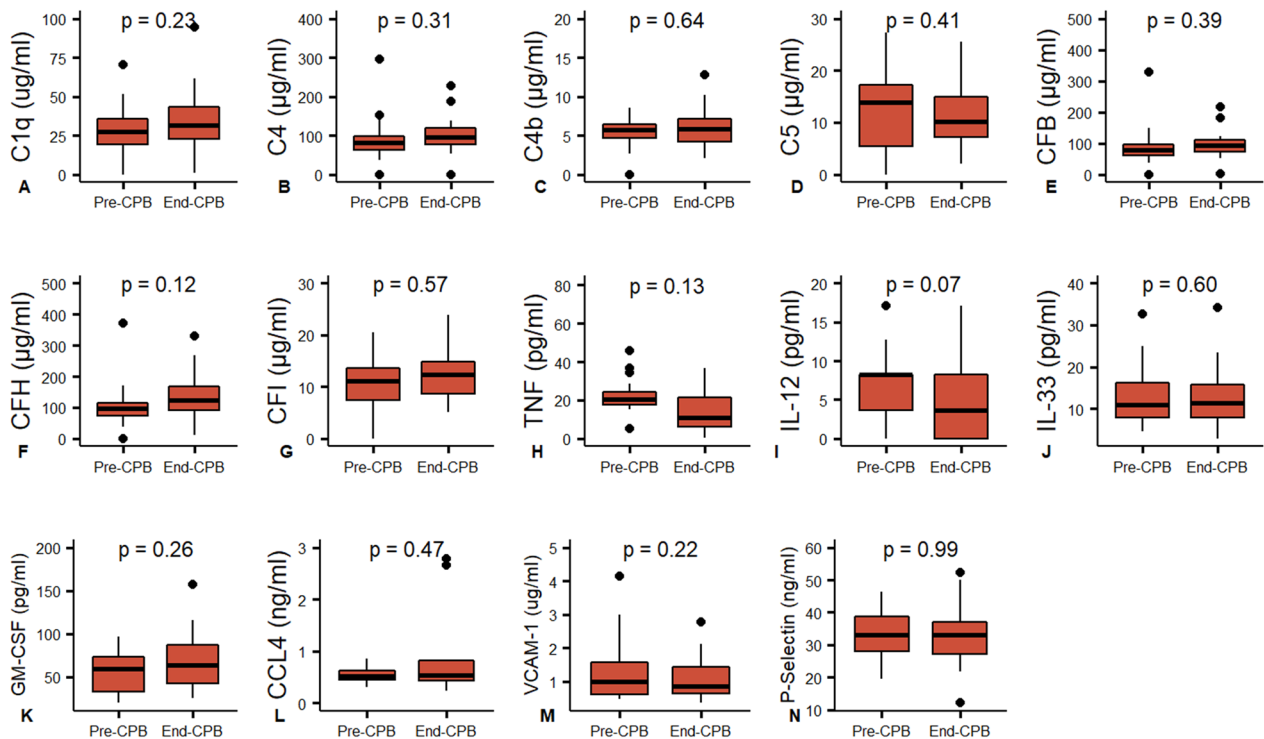 p = 0.23
C1q (ug/ml)
100
75
50
25
0
A
Pre-CPB End-CPB
p = 0.31
C4 (µg/ml)
400
300
200
100
0
B
Pre-CPB End-CPB
p = 0.64
C4b (µg/ml)
20
15
10
5
0
C
Pre-CPB End-CPB
p = 0.41
C5 (µg/ml)
30
20
10
0
D
Pre-CPB End-CPB
p = 0.39
CFB (µg/ml)
500
400
300
200
100
0
E
Pre-CPB End-CPB
p = 0.12
CFH (µg/ml)
500
400
300
200
100
0
F
Pre-CPB End-CPB
p = 0.57
CFI (µg/ml)
30
20
10
0
G
Pre-CPB End-CPB
p = 0.13
TNF (pg/ml)
80
60
40
20
0
H
Pre-CPB End-CPB
p = 0.07
IL-12 (pg/ml)
20
15
10
5
0
I
Pre-CPB End-CPB
p = 0.60
IL-33 (pg/ml)
40
30
20
10
J
Pre-CPB End-CPB
p = 0.26
GM-CSF (pg/ml)
200
150
100
50
K
Pre-CPB End-CPB
p = 0.47
CCL4 (ng/ml)
3
2
1
0
L
Pre-CPB End-CPB
p = 0.22
VCAM-1 (ug/ml)
5
4
3
2
1
M
Pre-CPB End-CPB
p = 0.99
P-Selectin (ng/ml)
60
50
40
30
20
10
N
Pre-CPB End-CPB